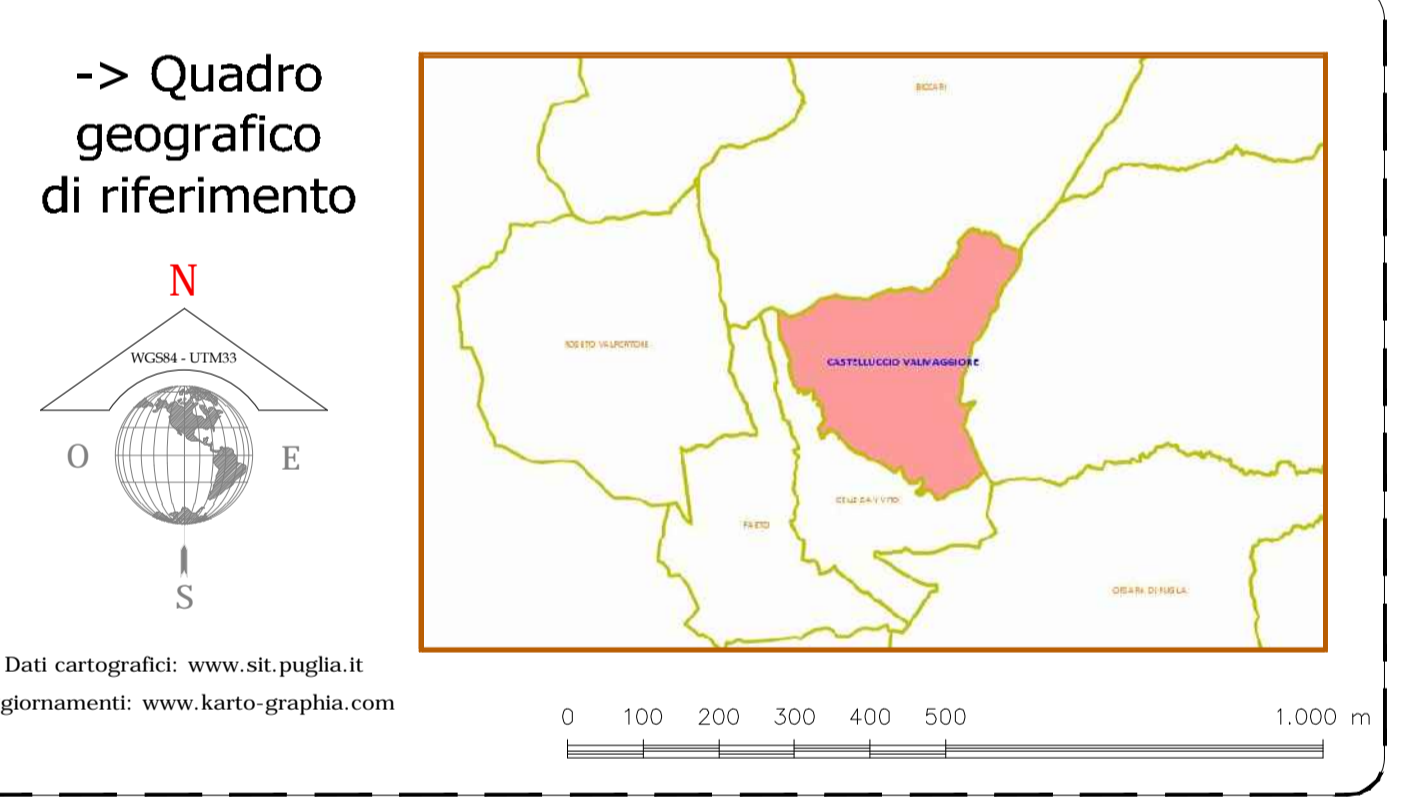 -> Quadro
geografico
di riferimento
N
WGS84 - UTM33
O
E
S
Dati cartografici: www.sit.puglia.it
giornamenti: www.karto-graphia.com
BICCARI
ROSETO VALFORTORE
CASTELLUCCIO VALMAGGIORE
CELLE SAN VITO
FAETO
ORSARA DI PUGLIA
0 100 200 300 400 500 1.000 m